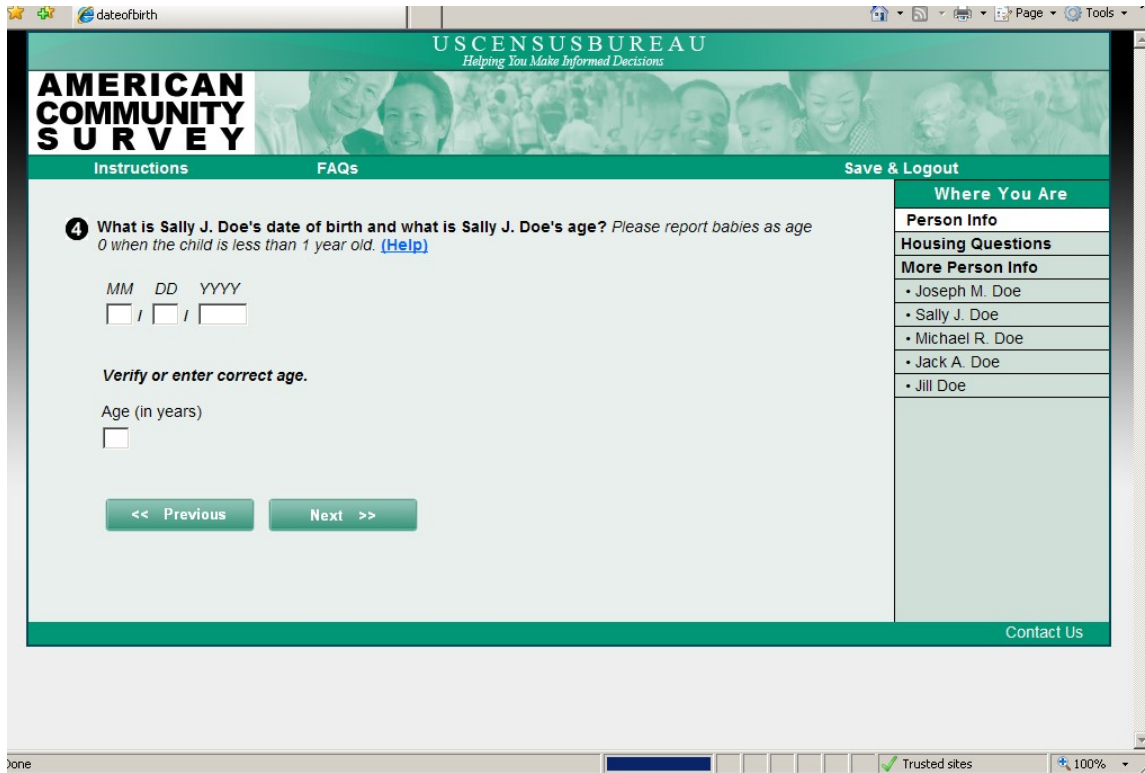 dateofbirth
Page
Tools
USCENSUSBUREAU
Helping You Make Informed Decisions
AMERICAN
COMMUNITY
SURVEY
Instructions FAQs Save & Logout
Where You Are
Person Info
Housing Questions
More Person Info
• Joseph M. Doe
• Sally J. Doe
• Michael R. Doe
• Jack A. Doe
• Jill Doe
4 What is Sally J. Doe's date of birth and what is Sally J. Doe's age? Please report babies as age
0 when the child is less than 1 year old. (Help)
MM DD YYYY
/ /
Verify or enter correct age.
Age (in years)
<< Previous Next >>
Contact Us
Done Trusted sites 100%